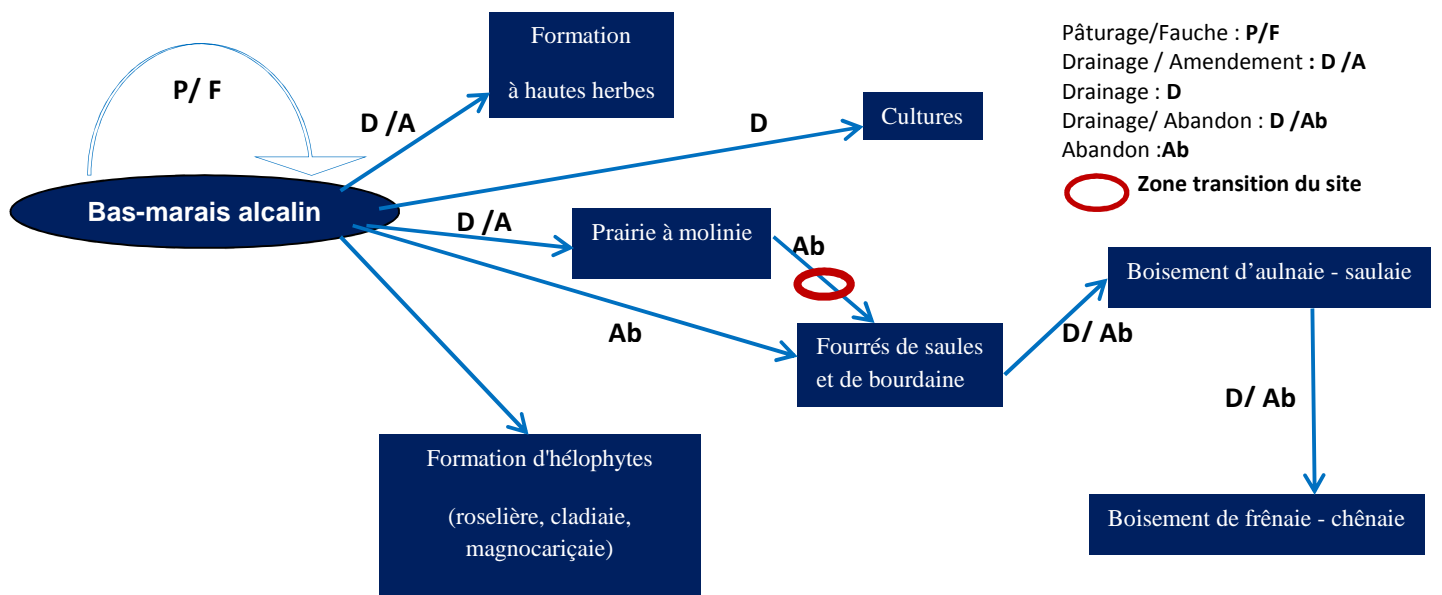 Formation
à hautes herbes
P/ F
D /A
D
Cultures
Pâturage/Fauche : P/F
Drainage / Amendement : D /A
Drainage : D
Drainage/ Abandon : D /Ab
Abandon :Ab
Zone transition du site
Bas-marais alcalin
D /A
Prairie à molinie
Ab
Boisement d’aulnaie - saulaie
Ab
Fourrés de saules
et de bourdaine
D/ Ab
D/ Ab
Formation d'hélophytes
(roselière, cladiaie,
magnocariçaie)
Boisement de frênaie - chênaie